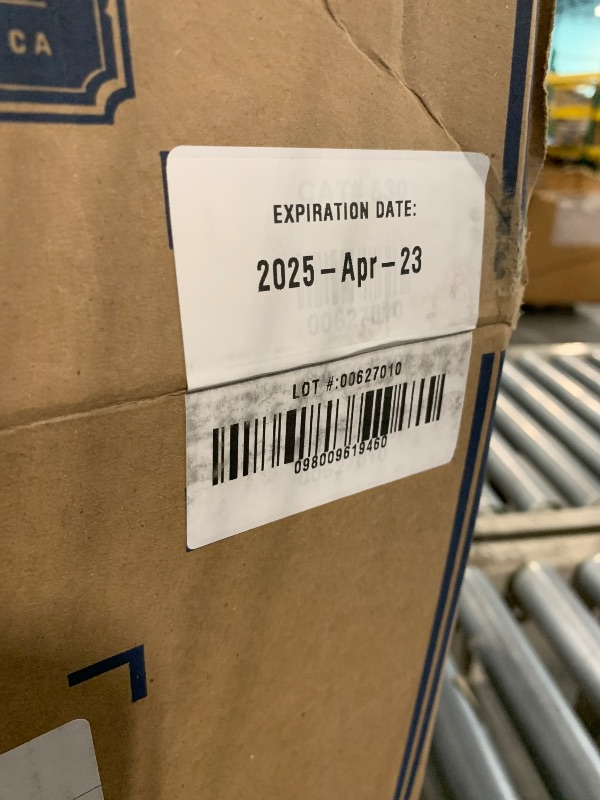 CA
EXPIRATION DATE:
2025-Apr-23
LOT #:00627010
098009619460